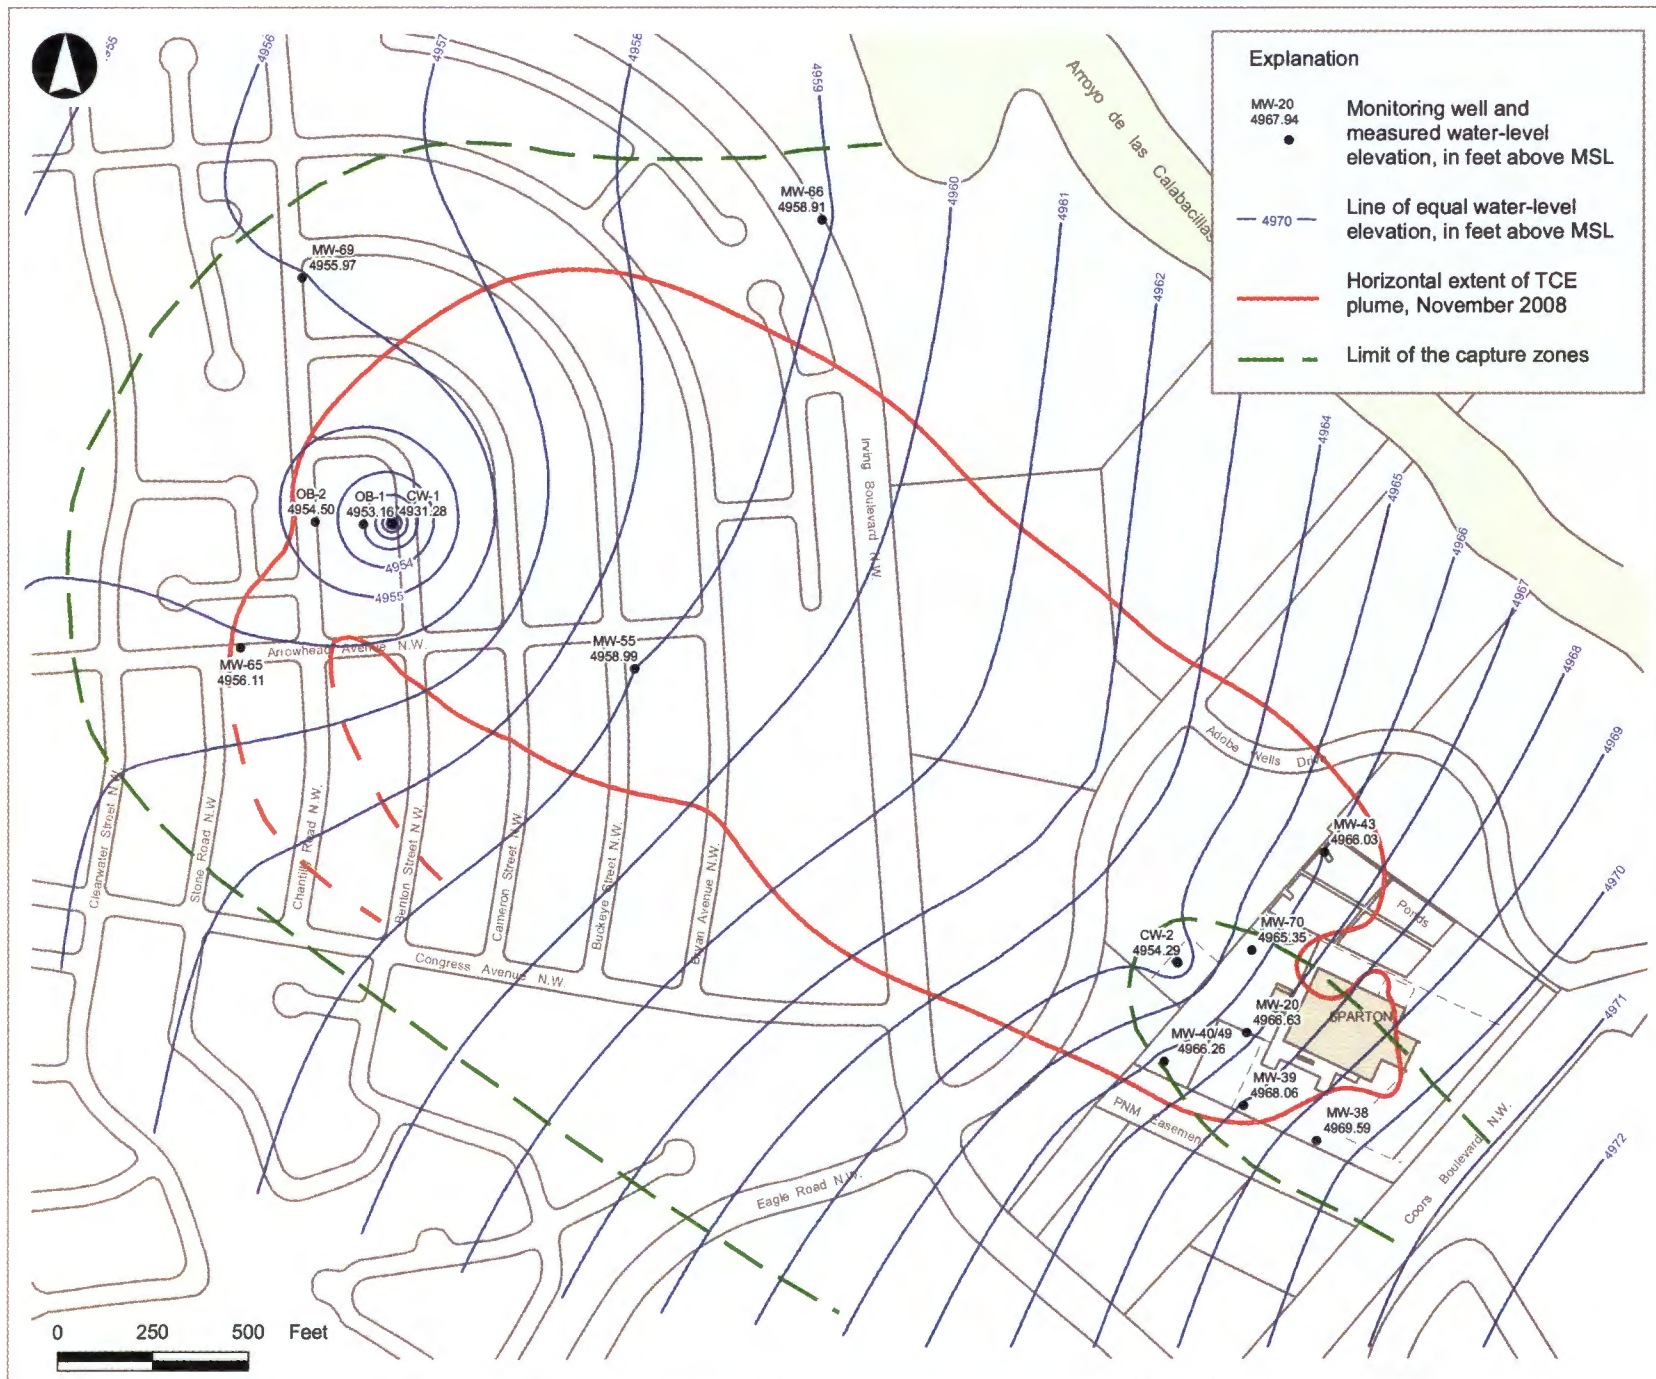 4955
4956
4957
4958
4959
Explanation
MW-20
4967.94
Monitoring well and
measured water-level
elevation, in feet above MSL
4970
Line of equal water-level
elevation, in feet above MSL
Horizontal extent of TCE
plume, November 2008
Limit of the capture zones
Arroyo de las Calabacillas
MW-66
4958.91
4960
4961
4962
MW-69
4955.97
4964
4965
4966
4967
4968
4969
4970
4971
4972
Irving Boulevard N.W.
OB-2
4954.50
OB-1
4953.16
CW-1
4931.28
4954
4955
Arrowhead Avenue N.W.
MW-65
4956.11
MW-55
4958.99
Adobe Wells Drive
MW-43
4966.03
Ponds
Clearwater Street N.W.
Stone Road N.W.
Chantilly Road N.W.
Benton Street N.W.
Cameron Street N.W.
Buckeye Street N.W.
Bryan Avenue N.W.
Congress Avenue N.W.
CW-2
4954.29
MW-70
4965.35
MW-20
4966.63
SPARTON
MW-40/49
4966.26
MW-39
4968.06
MW-38
4969.59
PNM Easement
Coors Boulevard N.W.
Eagle Road N.W.
0 250 500 Feet